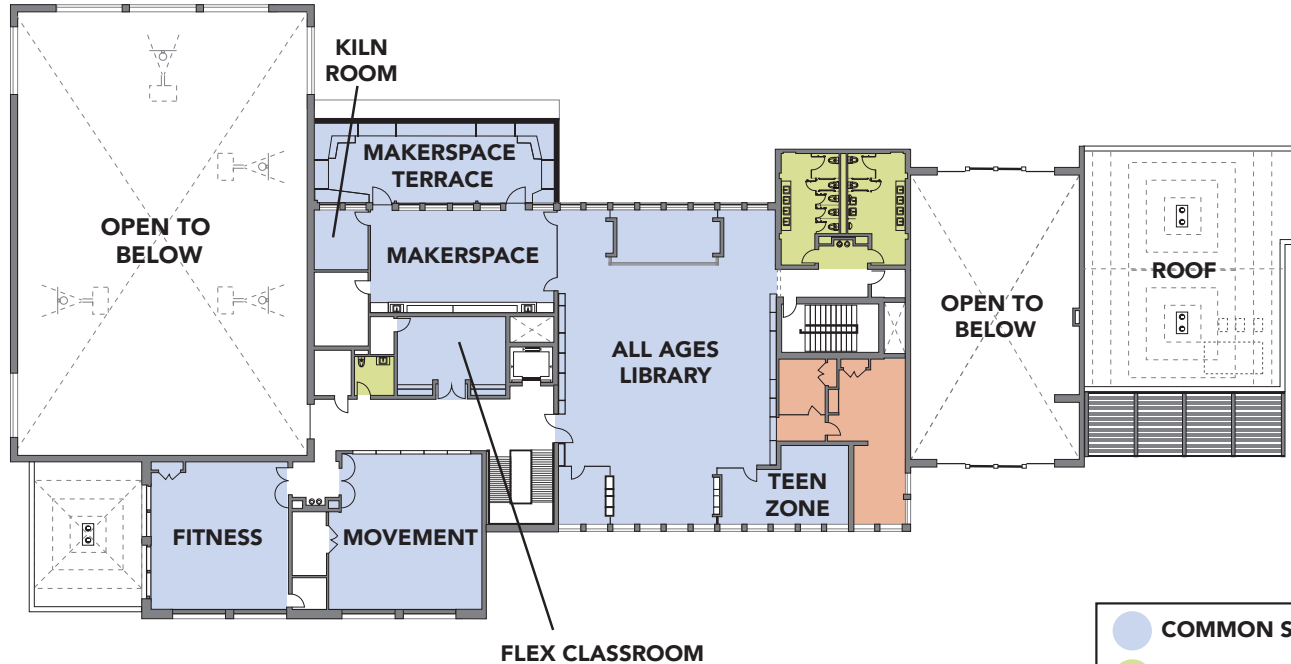 KILN
ROOM
MAKERSPACE
TERRACE
OPEN TO
BELOW
MAKERSPACE
ROOF
OPEN TO
BELOW
ALL AGES
LIBRARY
TEEN
ZONE
FITNESS
MOVEMENT
FLEX CLASSROOM
COMMON S